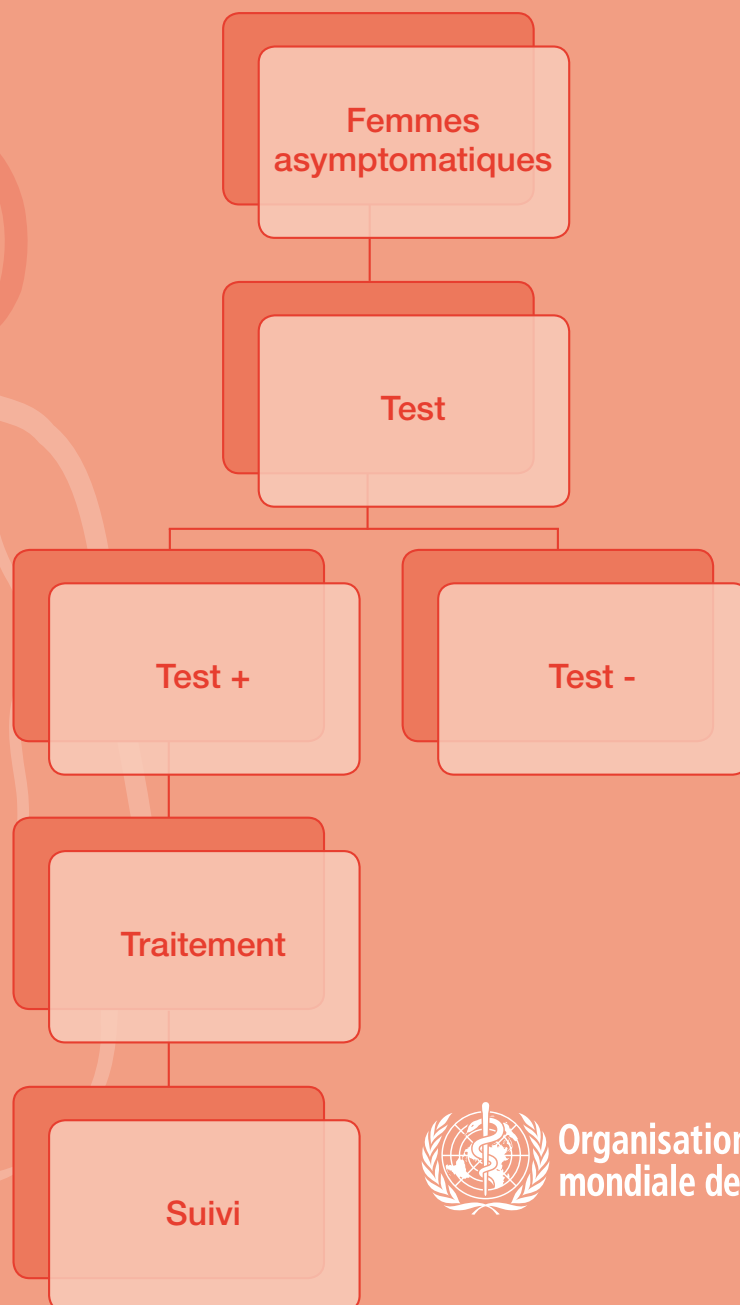 Femmes
asymptomatiques
Test
Test +
Test -
Traitement
Suivi
Organisation
mondiale de